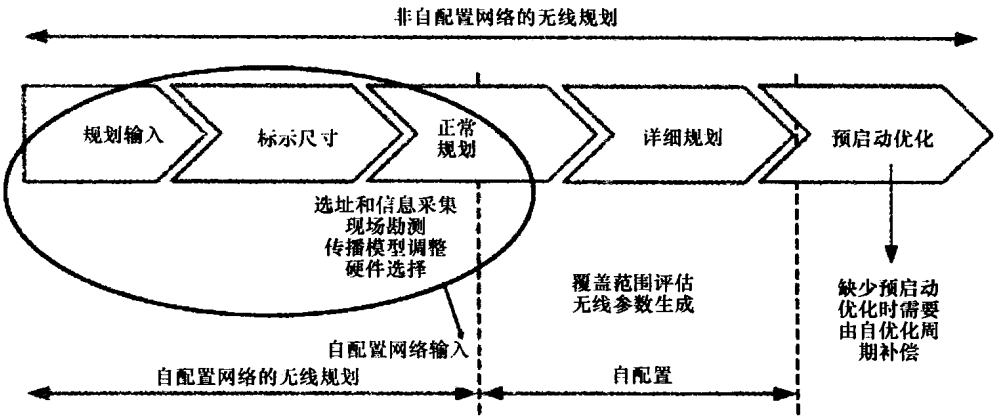 非自配置网络的无线规划
规划输入
标示尺寸
正常
规划
详细规划
预启动优化
选址和信息采集
现场勘测
传播模型调整
硬件选择
覆盖范围评估
无线参数生成
缺少预启动
优化时需要
由自优化周
期补偿
自配置网络输入
自配置网络的无线规划
自配置